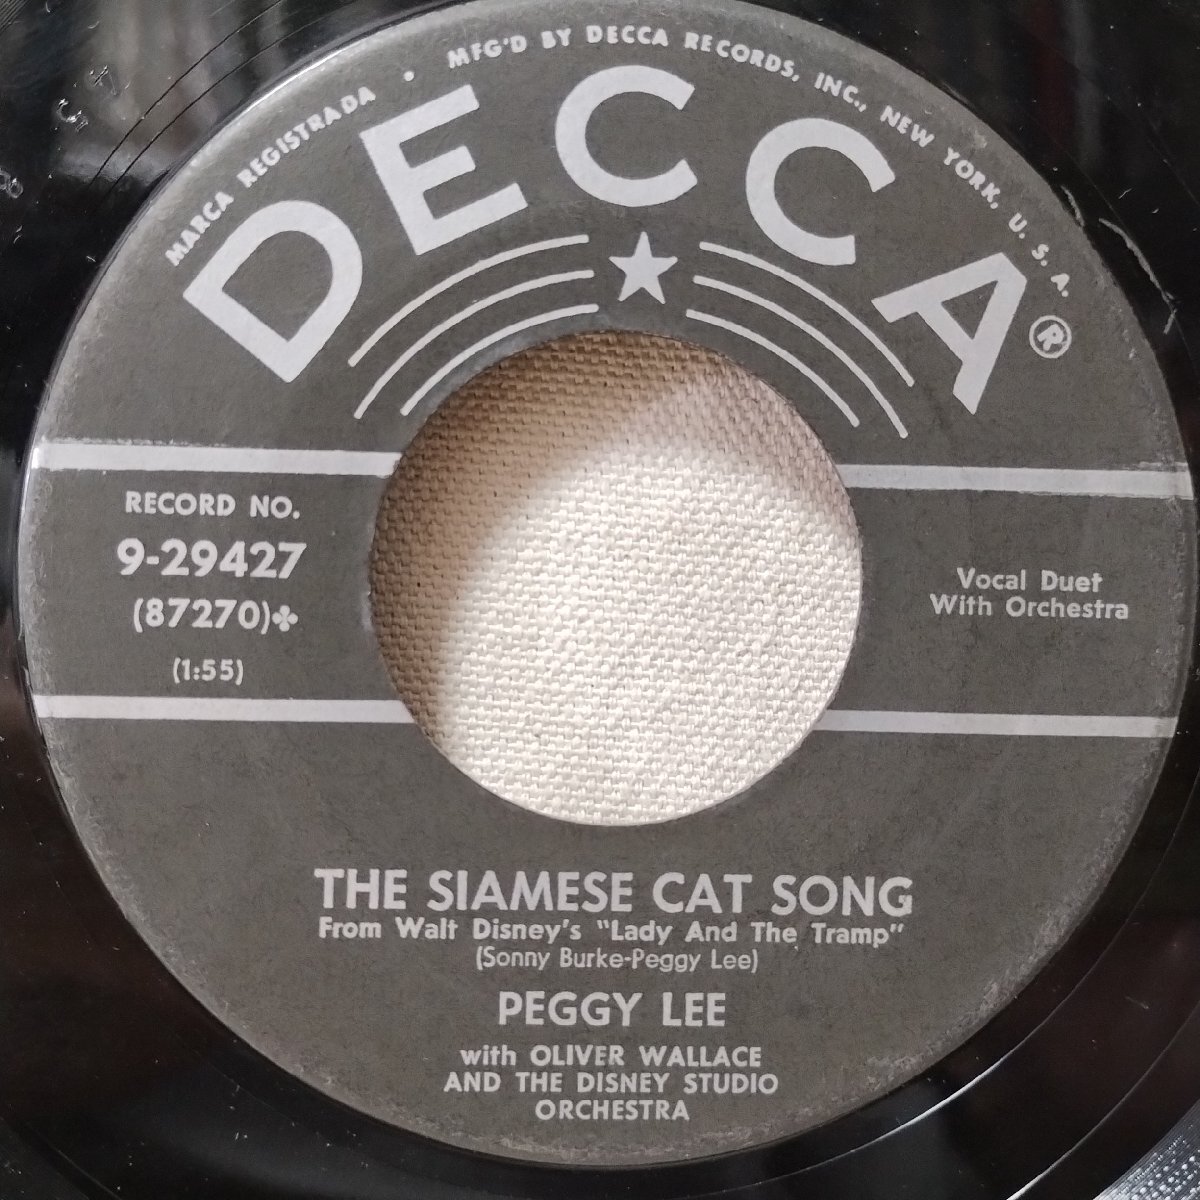 MARCA REGISTRADA • MFG'D BY DECCA RECORDS, INC., NEW YORK, U. S. A.
DECCA ®
RECORD NO.
9-29427
(87270)♣
(1:55)
Vocal Duet
With Orchestra
THE SIAMESE CAT SONG
From Walt Disney's "Lady And The Tramp"
(Sonny Burke-Peggy Lee)
PEGGY LEE
with OLIVER WALLACE
AND THE DISNEY STUDIO
ORCHESTRA